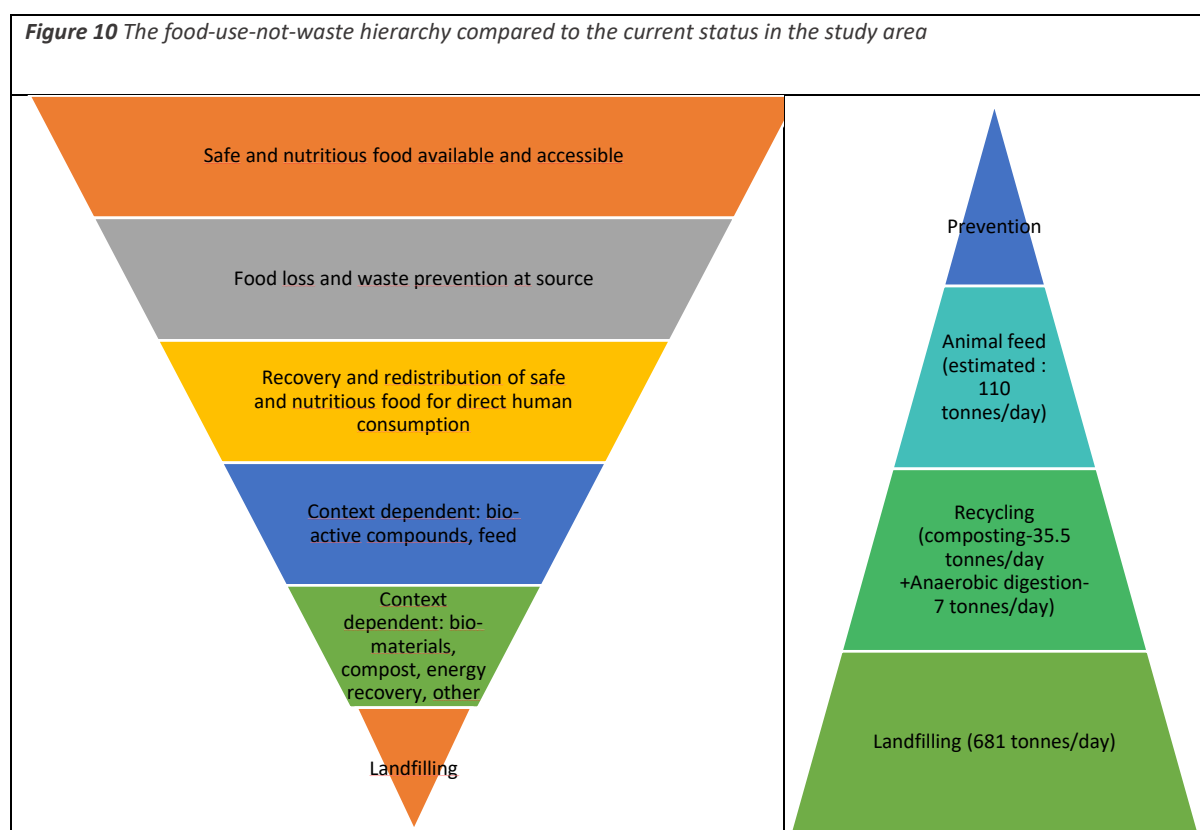 Figure 10 The food-use-not-waste hierarchy compared to the current status in the study area
Safe and nutritious food available and accessible
Food loss and waste prevention at source
Recovery and redistribution of safe
and nutritious food for direct human
consumption
Context dependent: bio-
active compounds, feed
Context
dependent: bio-
materials,
compost, energy
recovery, other
Landfilling
Prevention
Animal feed
(estimated :
110
tonnes/day)
Recycling
(composting-35.5
tonnes/day
+Anaerobic digestion-
7 tonnes/day)
Landfilling (681 tonnes/day)